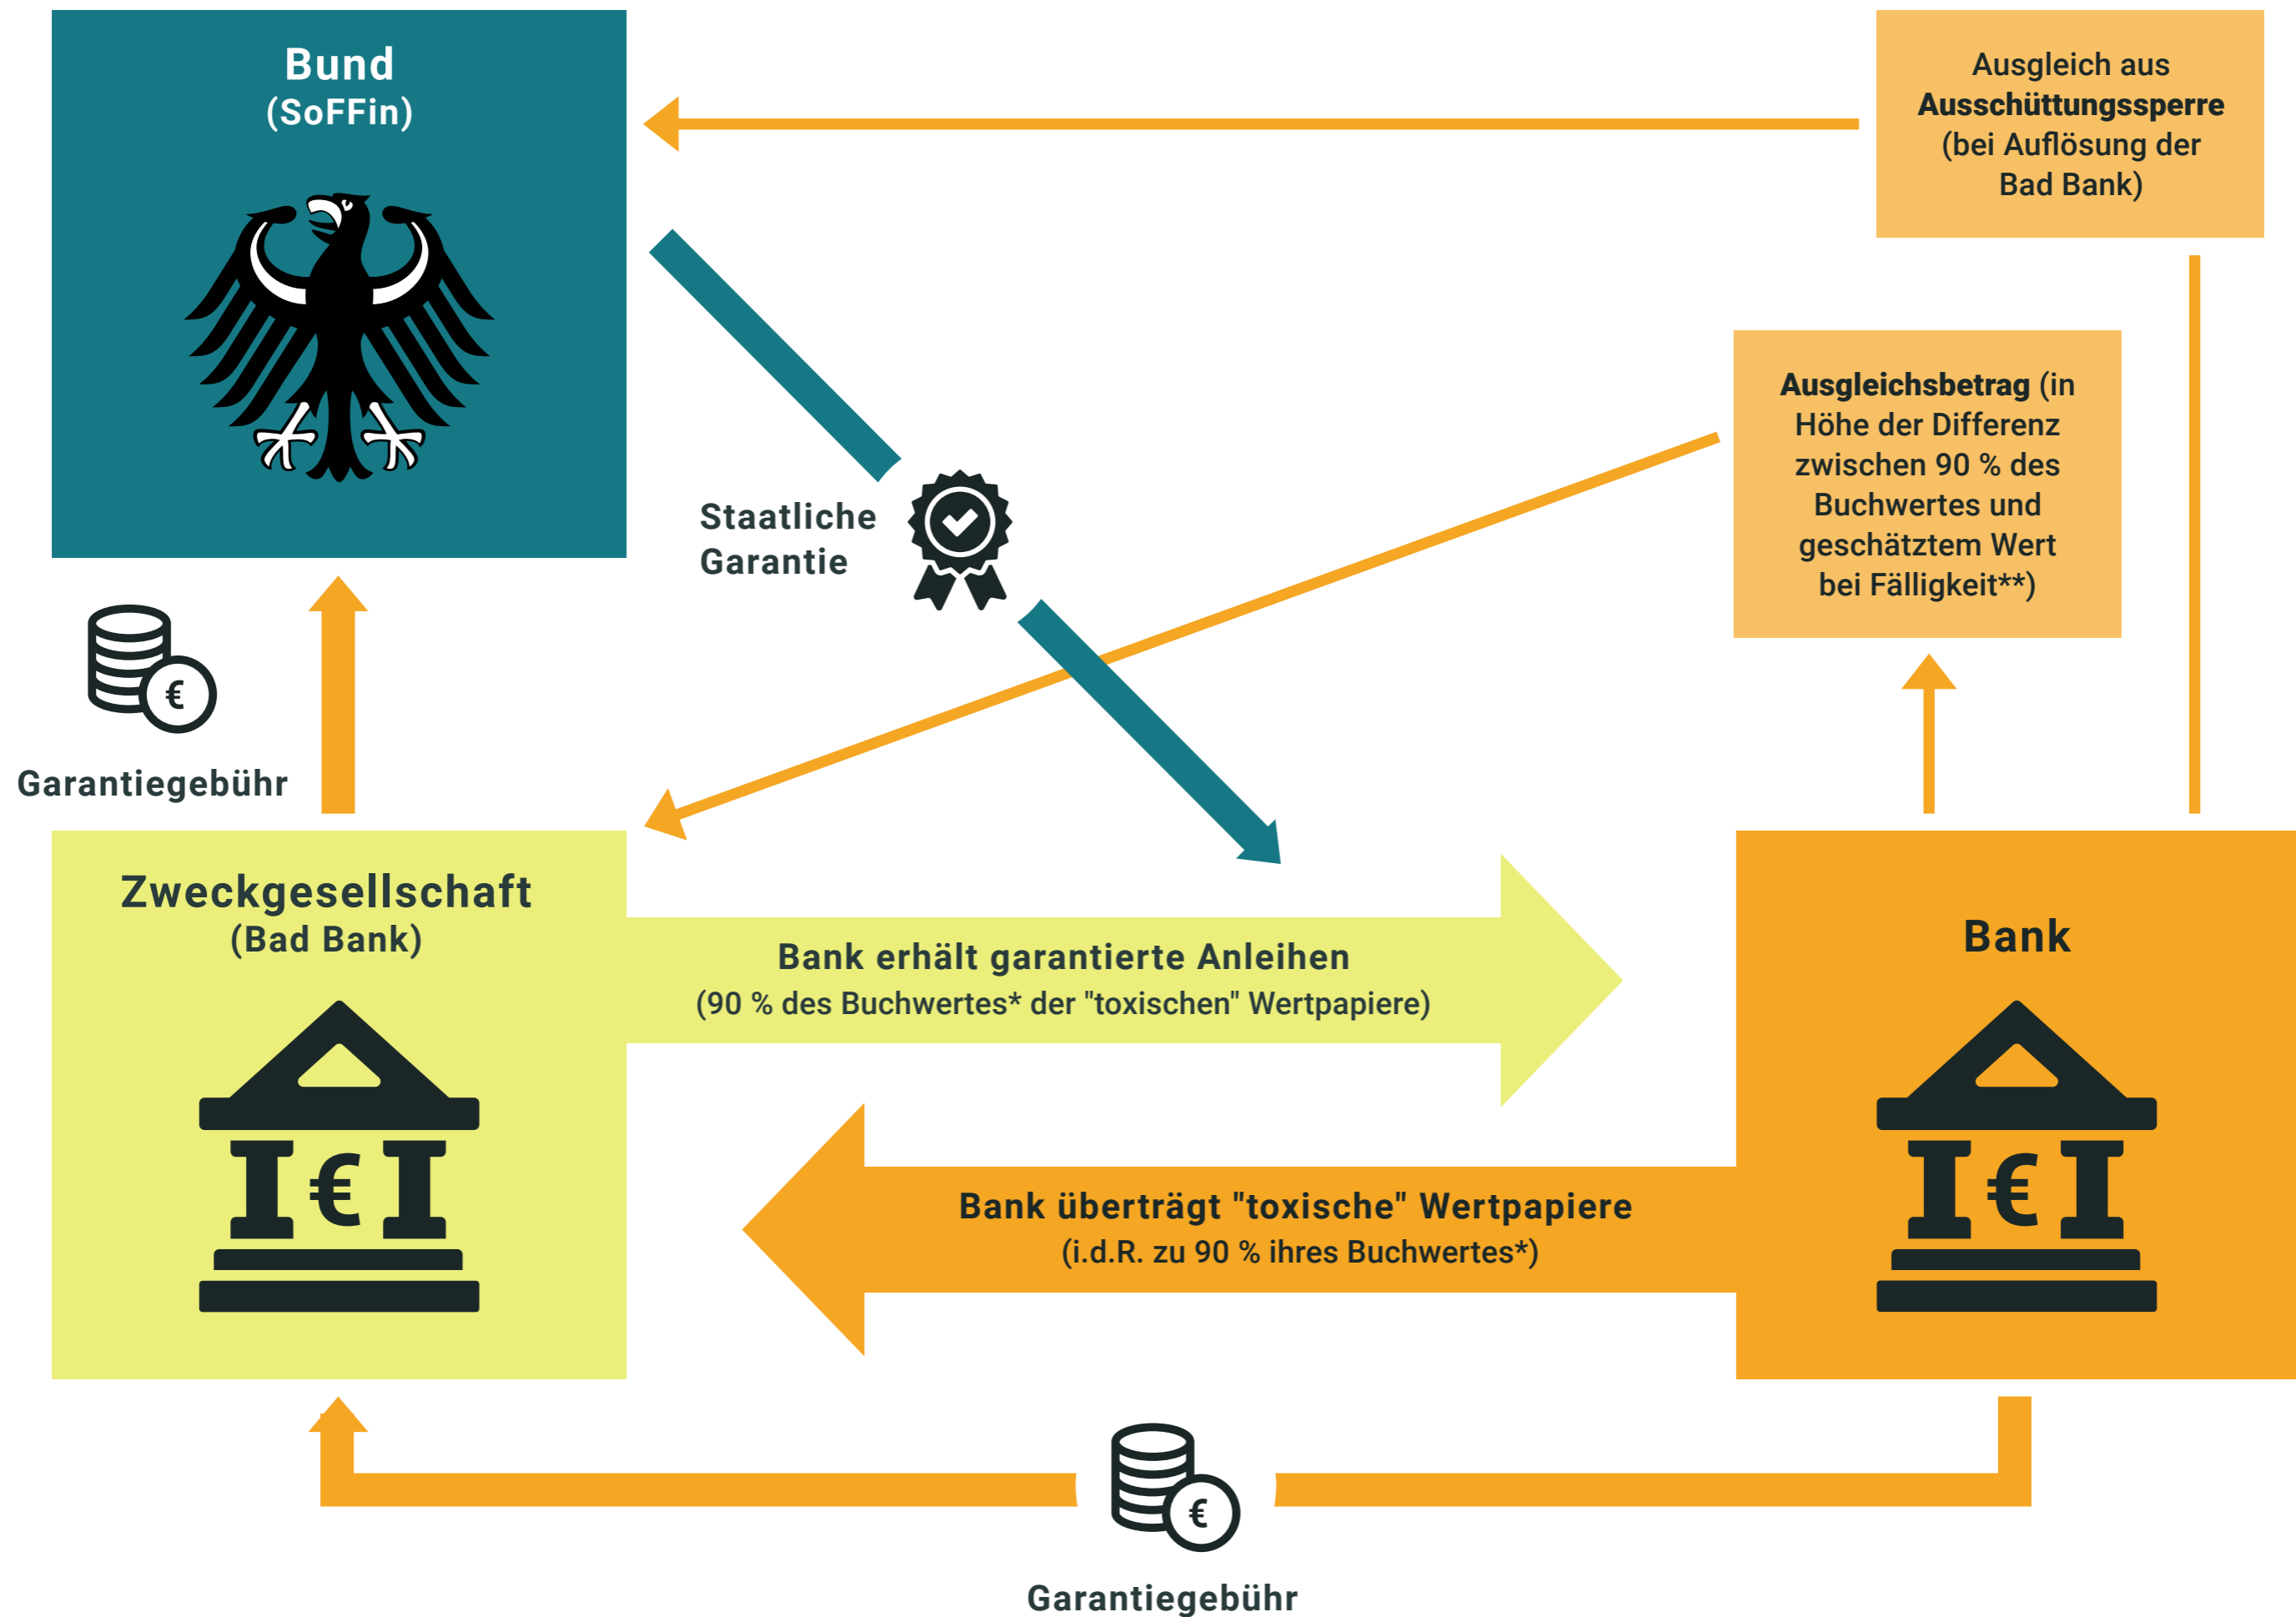 Bund
(SoFFin)
Ausgleich aus
Ausschüttungssperre
(bei Auflösung der
Bad Bank)
Ausgleichsbetrag (in
Höhe der Differenz
zwischen 90 % des
Buchwertes und
geschätztem Wert
bei Fälligkeit**)
Staatliche
Garantie
€
Garantiegebühr
Zweckgesellschaft
(Bad Bank)
€
Bank erhält garantierte Anleihen
(90 % des Buchwertes* der "toxischen" Wertpapiere)
Bank
€
Bank überträgt "toxische" Wertpapiere
(i.d.R. zu 90 % ihres Buchwertes*)
€
Garantiegebühr